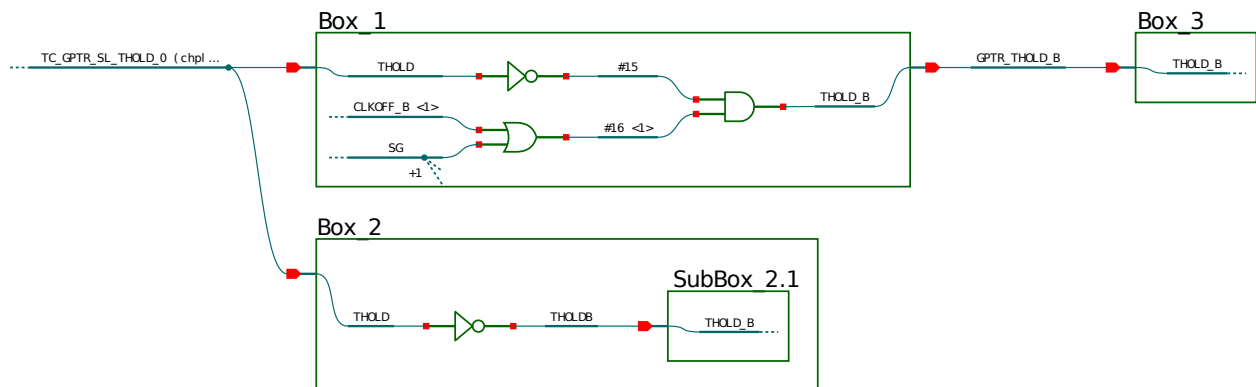 Box_1
Box_3
TC_GPTR_SL_THOLD_0 (chpl...
THOLD
#15
GPTR_THOLD_B
THOLD_B
CLKOFF_B <1>
THOLD_B
#16 <1>
SG
+1
Box_2
SubBox_2.1
THOLD
THOLDB
THOLD_B